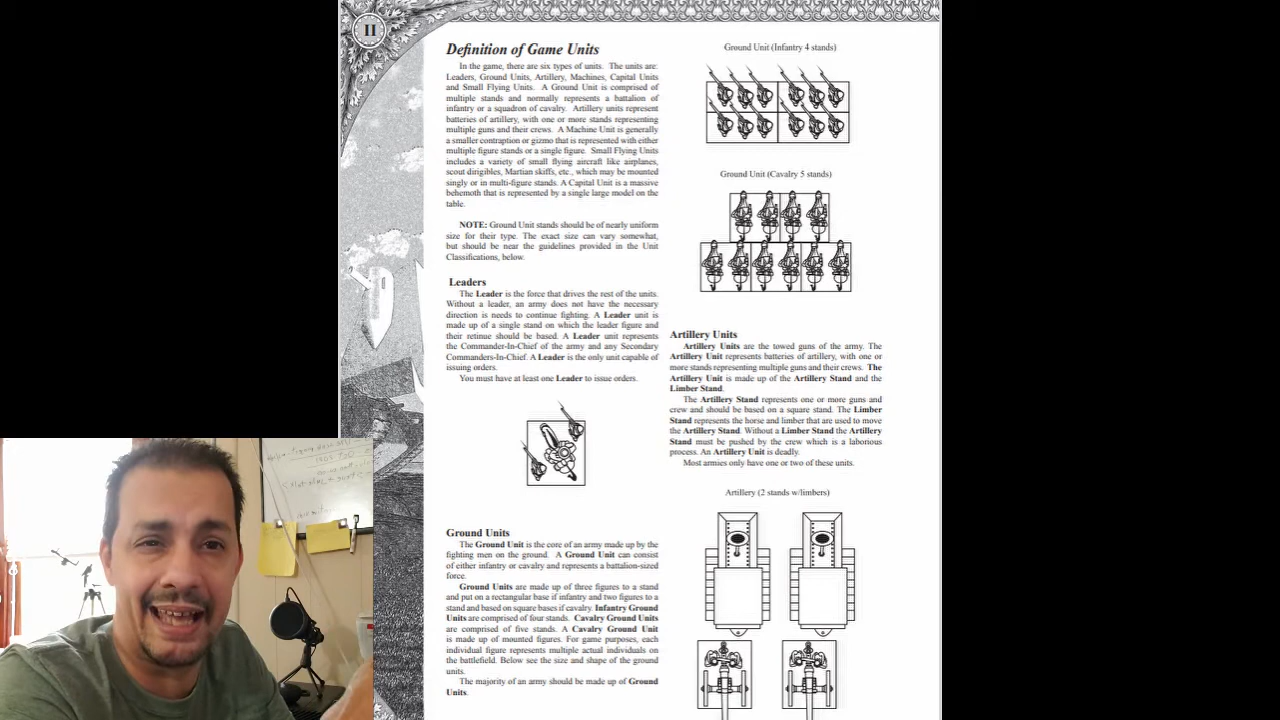 II
Definition of Game Units
In the game, there are six types of units. The units are:
Leaders, Ground Units, Artillery, Machines, Capital Units
and Small Flying Units. A Ground Unit is comprised of
multiple stands and normally represents a battalion of
infantry or a squadron of cavalry. Artillery units represent
batteries of artillery, with one or more stands representing
multiple guns and their crews. A Machine Unit is generally
a smaller contraption or gizmo that is represented with either
multiple figure stands or a single figure. Small Flying Units
includes a variety of small flying aircraft like airplanes,
scout dirigibles, Martian skiffs, etc., which may be mounted
singly or in multi-figure stands. A Capital Unit is a massive
behemoth that is represented by a single large model on the
table.
NOTE: Ground Unit stands should be of nearly uniform
size for their type. The exact size can vary somewhat,
but should be near the guidelines provided in the Unit
Classifications, below.
Leaders
The Leader is the force that drives the rest of the units.
Without a leader, an army does not have the necessary
direction is needs to continue fighting. A Leader unit is
made up of a single stand on which the leader figure and
their retinue should be based. A Leader unit represents
the Commander-In-Chief of the army and any Secondary
Commanders-In-Chief. A Leader is the only unit capable of
issuing orders.
You must have at least one Leader to issue orders.
Ground Units
The Ground Unit is the core of an army made up by the
fighting men on the ground. A Ground Unit can consist
of either infantry or cavalry and represents a battalion-sized
force.
Ground Units are made up of three figures to a stand
and put on a rectangular base if infantry and two figures to a
stand and based on square bases if cavalry. Infantry Ground
Units are comprised of four stands. Cavalry Ground Units
are comprised of five stands. A Cavalry Ground Unit
is made up of mounted figures. For game purposes, each
individual figure represents multiple actual individuals on
the battlefield. Below see the size and shape of the ground
units.
The majority of an army should be made up of Ground
Units.
Ground Unit (Infantry 4 stands)
Ground Unit (Cavalry 5 stands)
Artillery Units
Artillery Units are the towed guns of the army. The
Artillery Unit represents batteries of artillery, with one or
more stands representing multiple guns and their crews. The
Artillery Unit is made up of the Artillery Stand and the
Limber Stand.
The Artillery Stand represents one or more guns and
crew and should be based on a square stand. The Limber
Stand represents the horse and limber that are used to move
the Artillery Stand. Without a Limber Stand the Artillery
Stand must be pushed by the crew which is a laborious
process. An Artillery Unit is deadly.
Most armies only have one or two of these units.
Artillery (2 stands w/limbers)